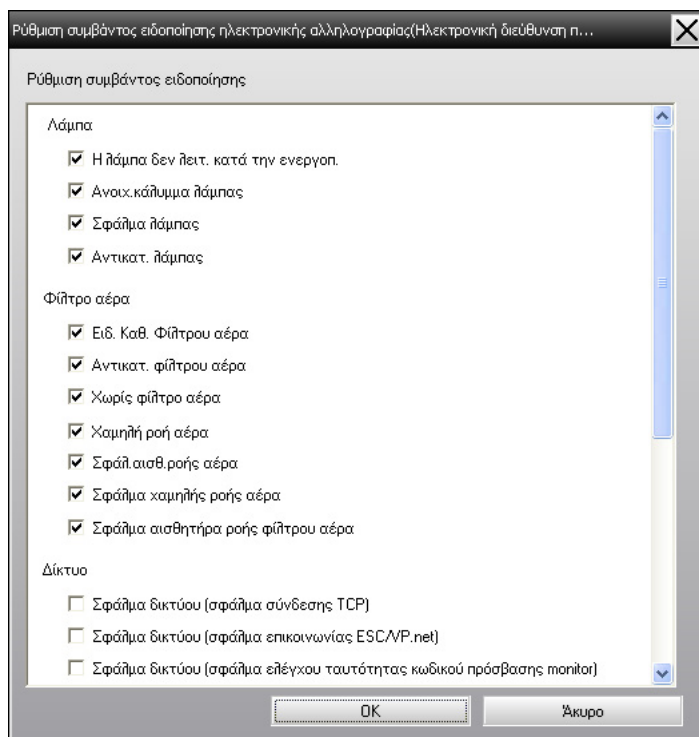 Ρύθμιση συμβάντος ειδοποίησης ηλεκτρονικής αλληλογραφίας(Ηλεκτρονική διεύθυνση π...
Ρύθμιση συμβάντος ειδοποίησης
Λάμπα
Η λάμπα δεν λειτ. κατά την ενεργοπ.
Ανοιχ.κάλυμμα λάμπας
Σφάλμα λάμπας
Αντικατ. λάμπας
Φίλτρο αέρα
Ειδ. Καθ. Φίλτρου αέρα
Αντικατ. φίλτρου αέρα
Χωρίς φίλτρο αέρα
Χαμηλή ροή αέρα
Σφάλ.αισθ.ροής αέρα
Σφάλμα χαμηλής ροής αέρα
Σφάλμα αισθητήρα ροής φίλτρου αέρα
Δίκτυο
Σφάλμα δικτύου (σφάλμα σύνδεσης TCP)
Σφάλμα δικτύου (σφάλμα επικοινωνίας ESC/VP.net)
Σφάλμα δικτύου (σφάλμα ελέγχου ταυτότητας κωδικού πρόσβασης monitor)
OK
Άκυρο